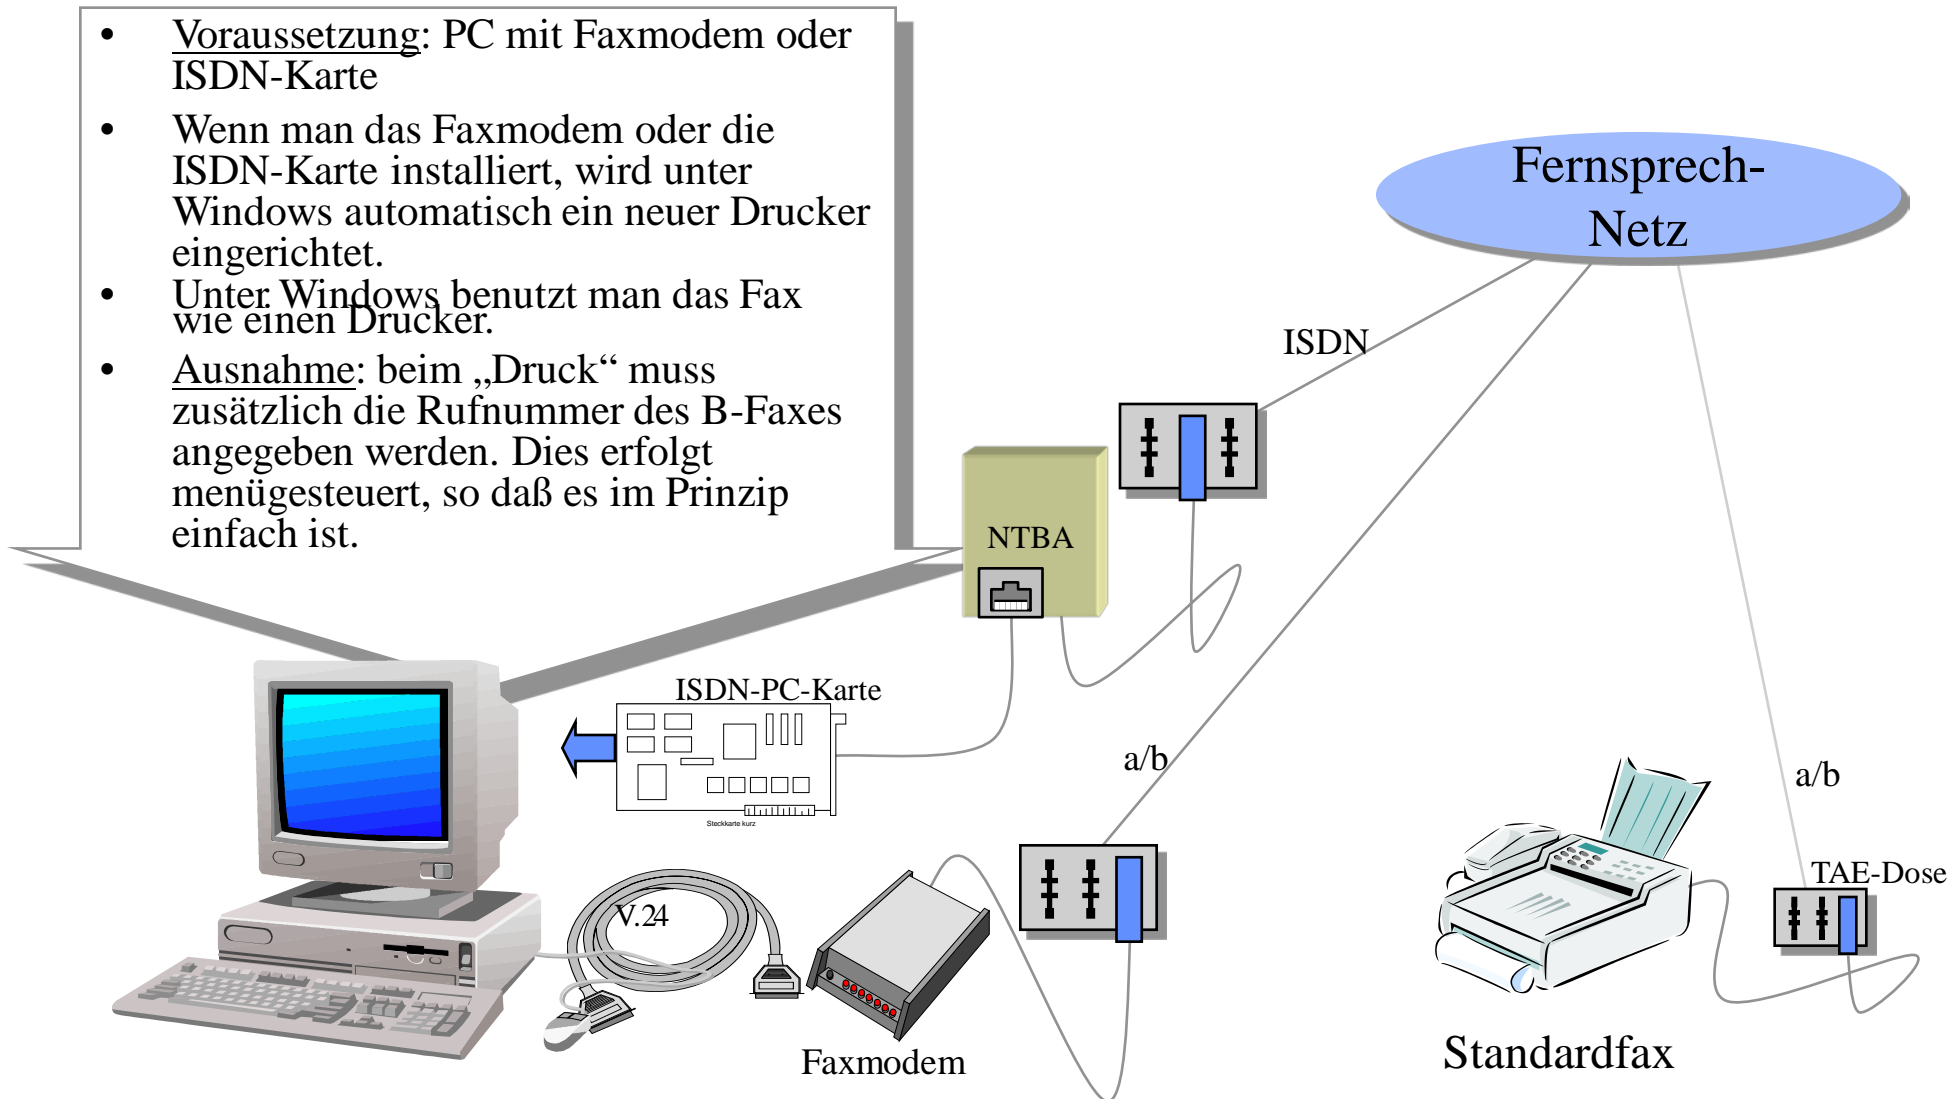 • Voraussetzung: PC mit Faxmodem oder
ISDN-Karte
• Wenn man das Faxmodem oder die
ISDN-Karte installiert, wird unter
Windows automatisch ein neuer Drucker
eingerichtet.
• Unter Windows benutzt man das Fax
wie einen Drucker.
• Ausnahme: beim „Druck“ muss
zusätzlich die Rufnummer des B-Faxes
angegeben werden. Dies erfolgt
menügesteuert, so daß es im Prinzip
einfach ist.
Fernsprech-
Netz
ISDN
NTBA
ISDN-PC-Karte
Steckkarte kurz
a/b
a/b
TAE-Dose
V.24
Faxmodem
Standardfax